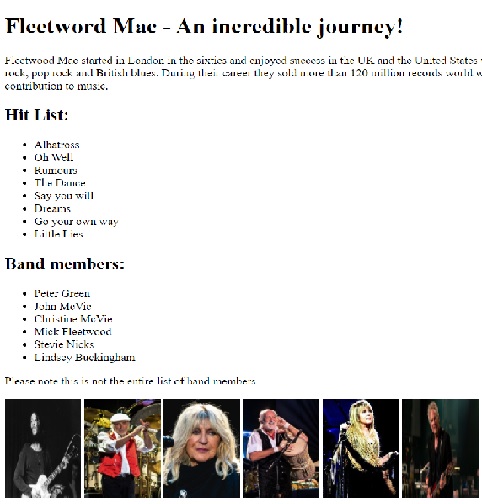 Fleetword Mac - An incredible journey!
Fleetwood Mac started in London in the sixties and enjoyed success in the UK and the United States
rock, pop rock and British blues. During their career they sold more than 120 million records world w
contribution to music.
Hit List:
Albatross
Oh Well
Rumours
The Dance
Say you will
Dreams
Go your own way
Little Lies
Band members:
Peter Green
John McVie
Christine McVie
Mick Fleetwood
Stevie Nicks
Lindsey Buckingham
Please note this is not the entire list of band members